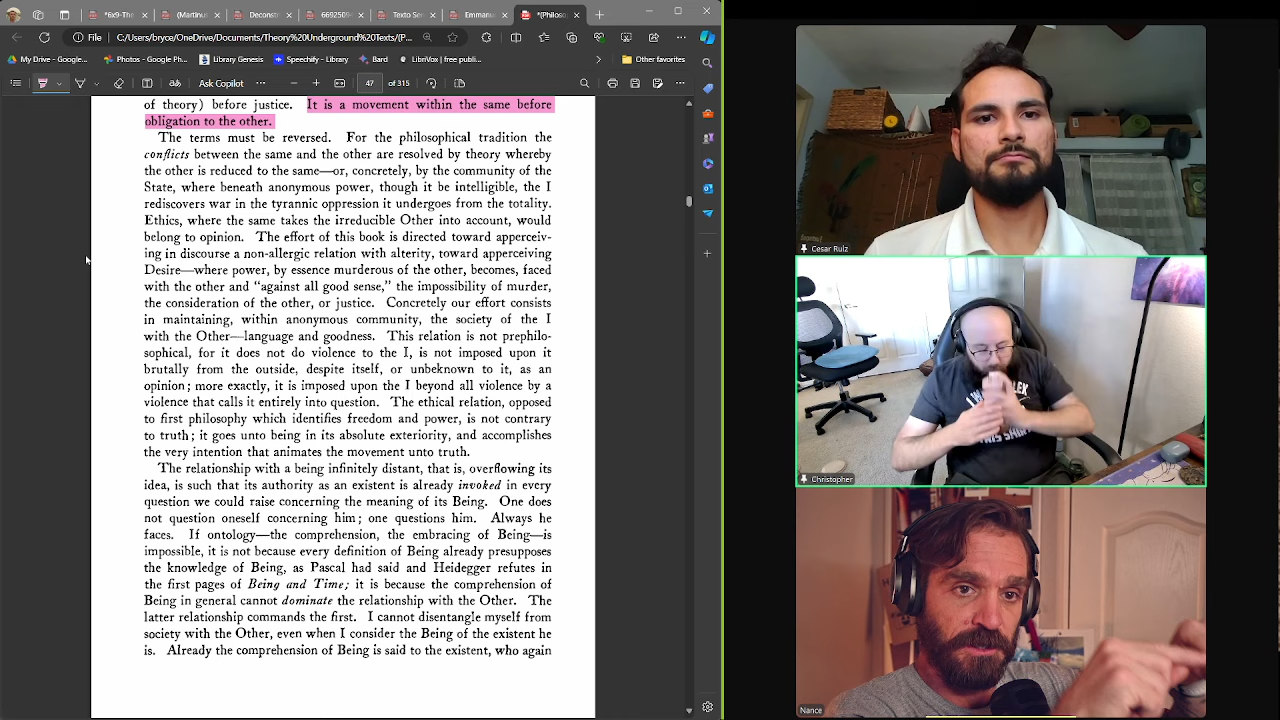 *6x9-The
(Martinus
Deconstr
6692509
Texto Se
Emmanu
*(Philoso
File
C:/Users/bryce/OneDrive/Documents/Theory%20Underground%20Texts/(P...
My Drive - Google...
Photos - Google Ph...
Library Genesis
Speechify - Library
Bard
LibriVox | free publi...
Other favorites
Ask Copilot
47 of 315
of theory) before justice. It is a movement within the same before
obligation to the other.
The terms must be reversed. For the philosophical tradition the
conflicts between the same and the other are resolved by theory whereby
the other is reduced to the same—or, concretely, by the community of the
State, where beneath anonymous power, though it be intelligible, the I
rediscovers war in the tyrannic oppression it undergoes from the totality.
Ethics, where the same takes the irreducible Other into account, would
belong to opinion. The effort of this book is directed toward apperceiv-
ing in discourse a non-allergic relation with alterity, toward apperceiving
Desire—where power, by essence murderous of the other, becomes, faced
with the other and "against all good sense," the impossibility of murder,
the consideration of the other, or justice. Concretely our effort consists
in maintaining, within anonymous community, the society of the I
with the Other—language and goodness. This relation is not prephilo-
sophical, for it does not do violence to the I, is not imposed upon it
brutally from the outside, despite itself, or unbeknown to it, as an
opinion; more exactly, it is imposed upon the I beyond all violence by a
violence that calls it entirely into question. The ethical relation, opposed
to first philosophy which identifies freedom and power, is not contrary
to truth; it goes unto being in its absolute exteriority, and accomplishes
the very intention that animates the movement unto truth.
The relationship with a being infinitely distant, that is, overflowing its
idea, is such that its authority as an existent is already invoked in every
question we could raise concerning the meaning of its Being. One does
not question oneself concerning him; one questions him. Always he
faces. If ontology—the comprehension, the embracing of Being—is
impossible, it is not because every definition of Being already presupposes
the knowledge of Being, as Pascal had said and Heidegger refutes in
the first pages of Being and Time; it is because the comprehension of
Being in general cannot dominate the relationship with the Other. The
latter relationship commands the first. I cannot disentangle myself from
society with the Other, even when I consider the Being of the existent he
is. Already the comprehension of Being is said to the existent, who again
Cesar Ruiz
Christopher
Nance